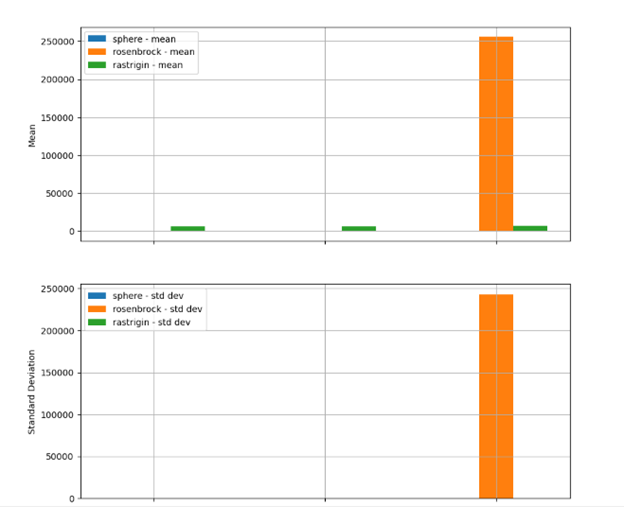 250000
200000
150000
100000
50000
0
Mean
sphere - mean
rosenbrock - mean
rastrigin - mean
250000
200000
150000
100000
50000
0
Standard Deviation
sphere - std dev
rosenbrock - std dev
rastrigin - std dev